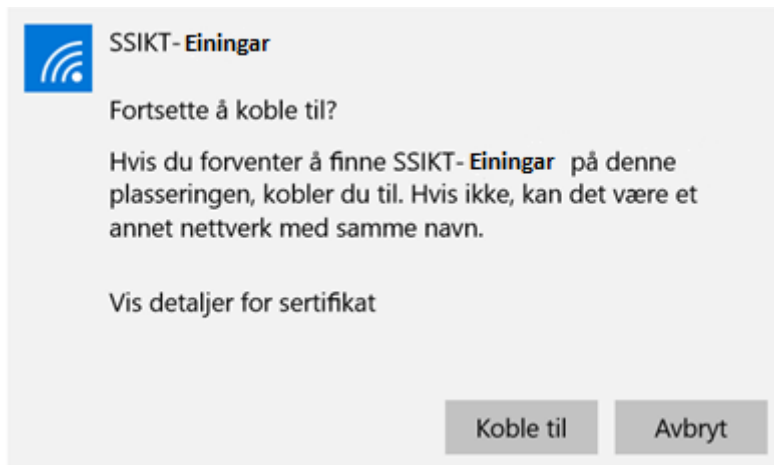 SSIKT-Einingar
Fortsette å koble til?
Hvis du forventer å finne SSIKT-Einingar på denne
plasseringen, kobler du til. Hvis ikke, kan det være et
annet nettverk med samme navn.
Vis detaljer for sertifikat
Koble til Avbryt